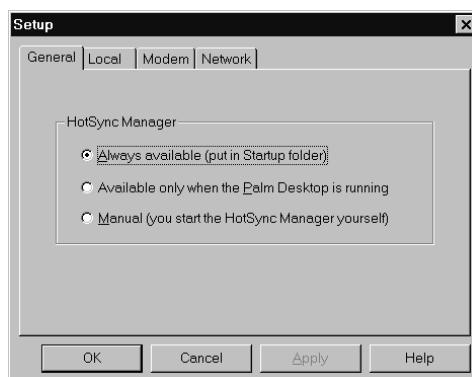 Setup
General Local Modem Network
HotSync Manager
Always available (put in Startup folder)
Available only when the Palm Desktop is running
Manual (you start the HotSync Manager yourself)
OK Cancel Apply Help